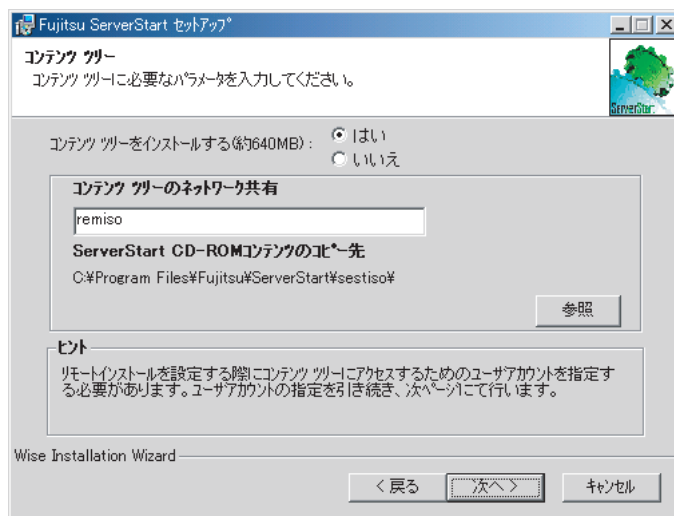 Fujitsu ServerStart セットアップ
コンテンツ ツリー
コンテンツ ツリーに必要なパラメータを入力してください。
ServerStart
コンテンツ ツリーをインストールする(約640MB):
はい
いいえ
コンテンツ ツリーのネットワーク共有
remiso
ServerStart CD-ROMコンテンツのコピー先
C:¥Program Files¥Fujitsu¥ServerStart¥sestiso¥
参照
ヒント
リモートインストールを設定する際にコンテンツ ツリーにアクセスするためのユーザアカウントを指定す
る必要があります。ユーザアカウントの指定を引き続き、次ページにて行います。
Wise Installation Wizard
< 戻る
次へ >
キャンセル